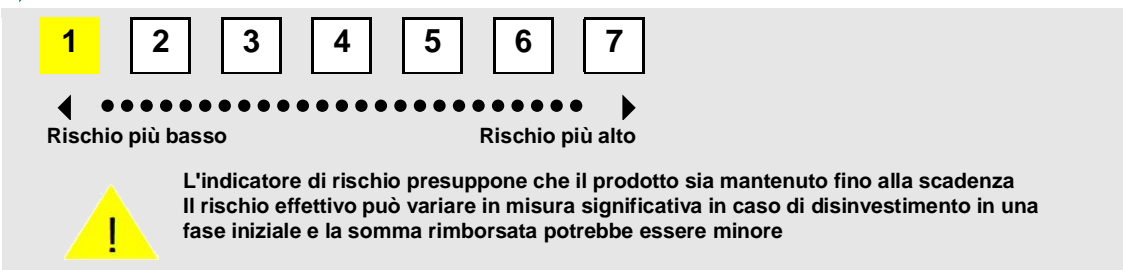 1 2 3 4 5 6 7
Rischio più basso Rischio più alto
L'indicatore di rischio presuppone che il prodotto sia mantenuto fino alla scadenza
Il rischio effettivo può variare in misura significativa in caso di disinvestimento in una
fase iniziale e la somma rimborsata potrebbe essere minore
!